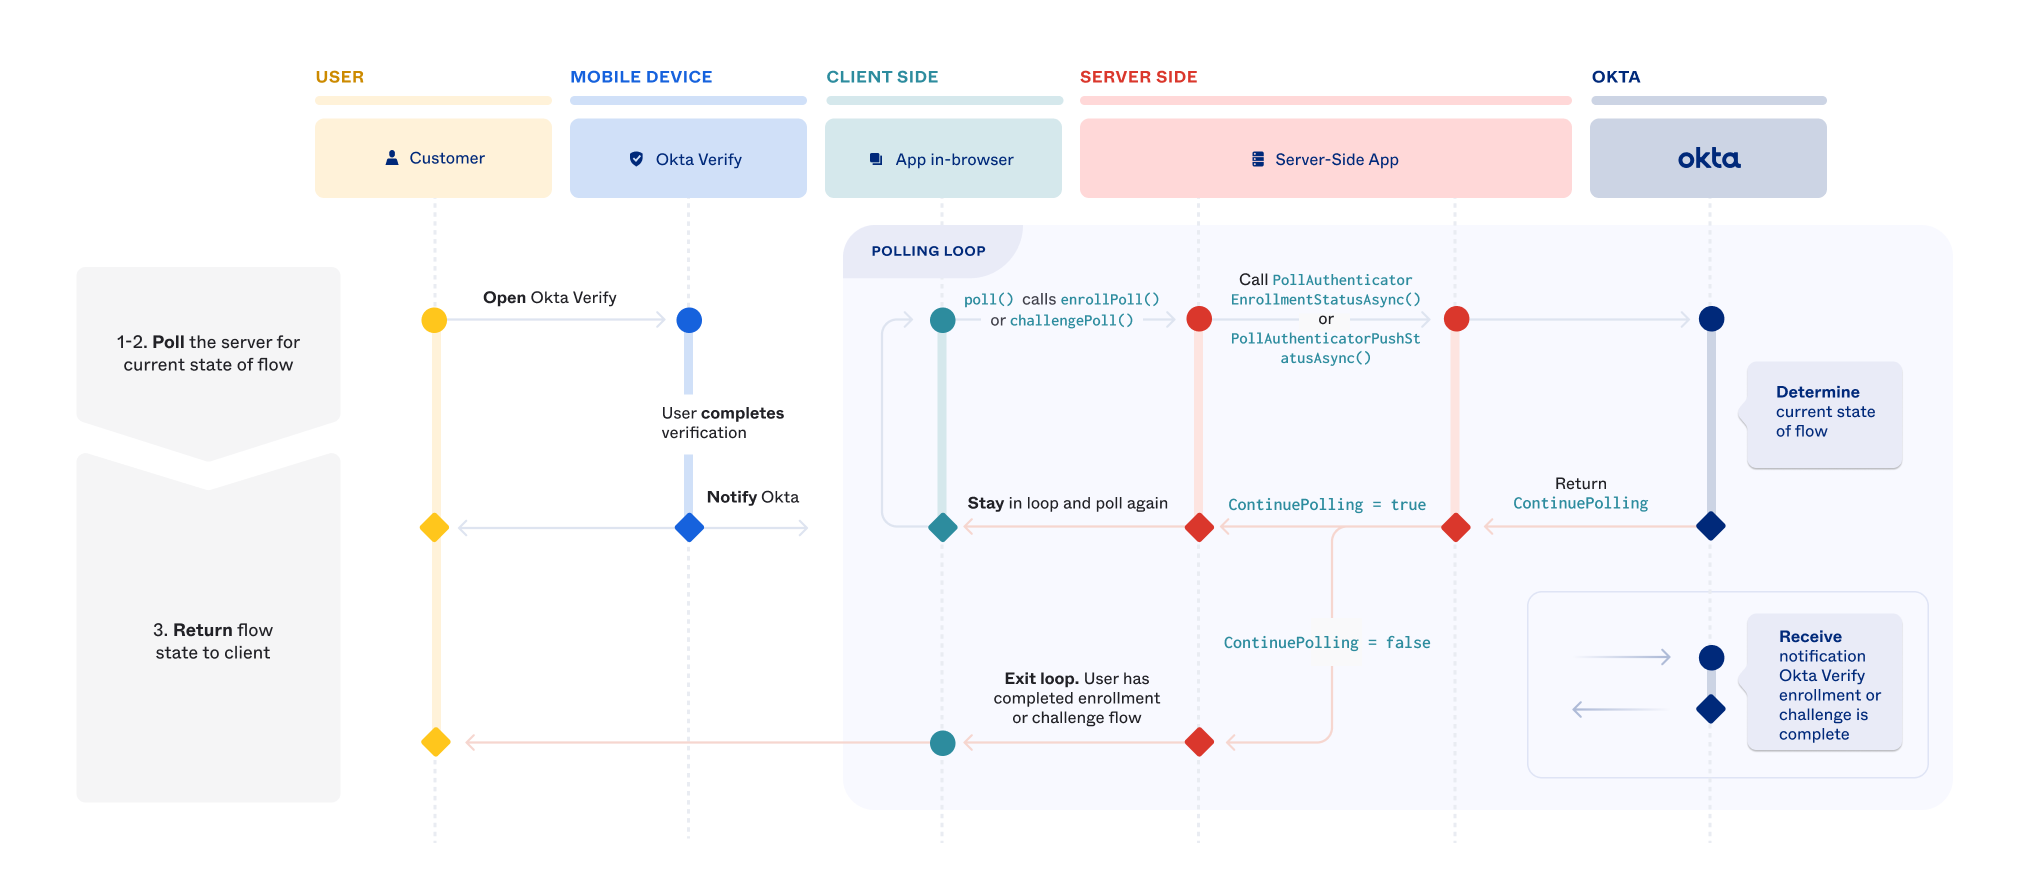 USER
MOBILE DEVICE
CLIENT SIDE
SERVER SIDE
OKTA
Customer
Okta Verify
App in-browser
Server-Side App
okta
POLLING LOOP
1-2. Poll the server for
current state of flow
Open Okta Verify
poll() calls enrollPoll()
or challengePoll()
Call PollAuthenticator
EnrollmentStatusAsync()
or
PollAuthenticatorPushSt
atusAsync()
User completes
verification
Determine
current state
of flow
Notify Okta
Stay in loop and poll again
ContinuePolling = true
Return
ContinuePolling
3. Return flow
state to client
ContinuePolling = false
Exit loop. User has
completed enrollment
or challenge flow
Receive
notification
Okta Verify
enrollment or
challenge is
complete